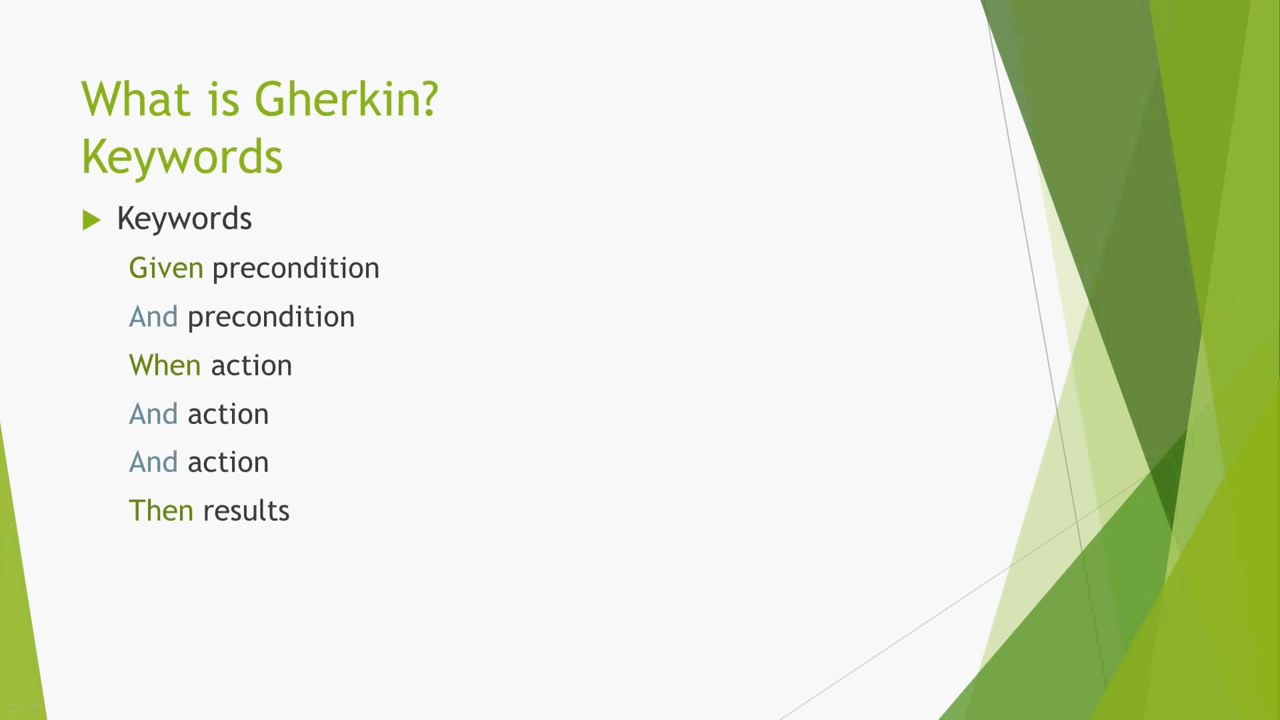 What is Gherkin?
Keywords
Keywords
Given precondition
And precondition
When action
And action
And action
Then results